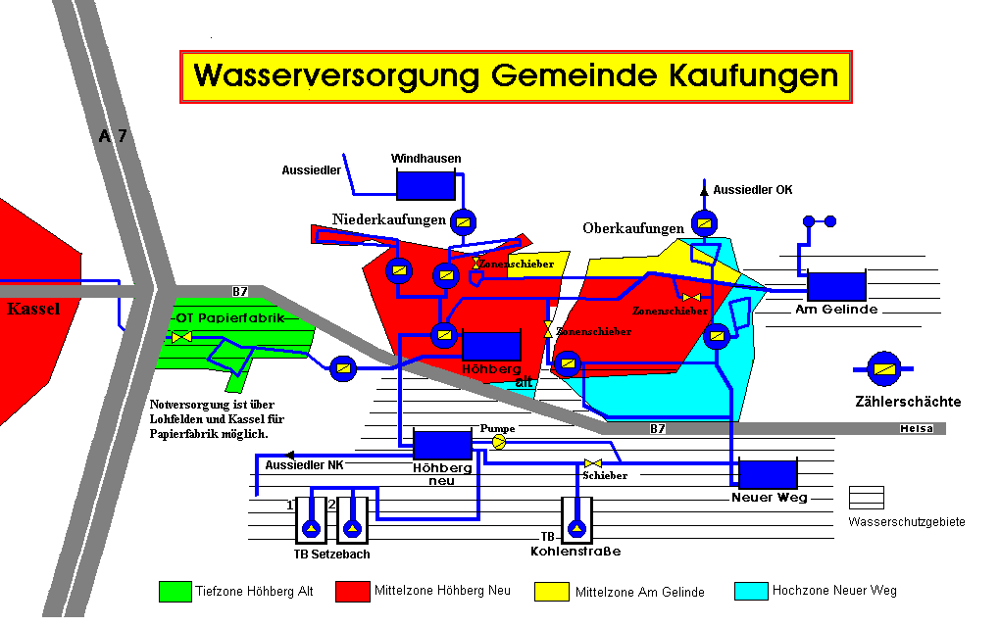 Wasserversorgung Gemeinde Kaufungen
A 7
Aussiedler
Windhausen
Aussiedler OK
Niederkaufungen
Oberkaufungen
Zonenschieber
B7
Kassel
OT Papierfabrik
Zonenschieber
Am Gelinde
Zonenschieber
Höhberg
alt
Zählerschächte
Notversorgung ist über
Lohfelden und Kassel für
Papierfabrik möglich.
Pumpe
B7
Helsa
Aussiedler NK
Höhberg
neu
Schieber
Neuer Weg
1
2
TB Setzebach
TB
Kohlenstraße
Wasserschutzgebiete
Tiefzone Höhberg Alt
Mittelzone Höhberg Neu
Mittelzone Am Gelinde
Hochzone Neuer Weg